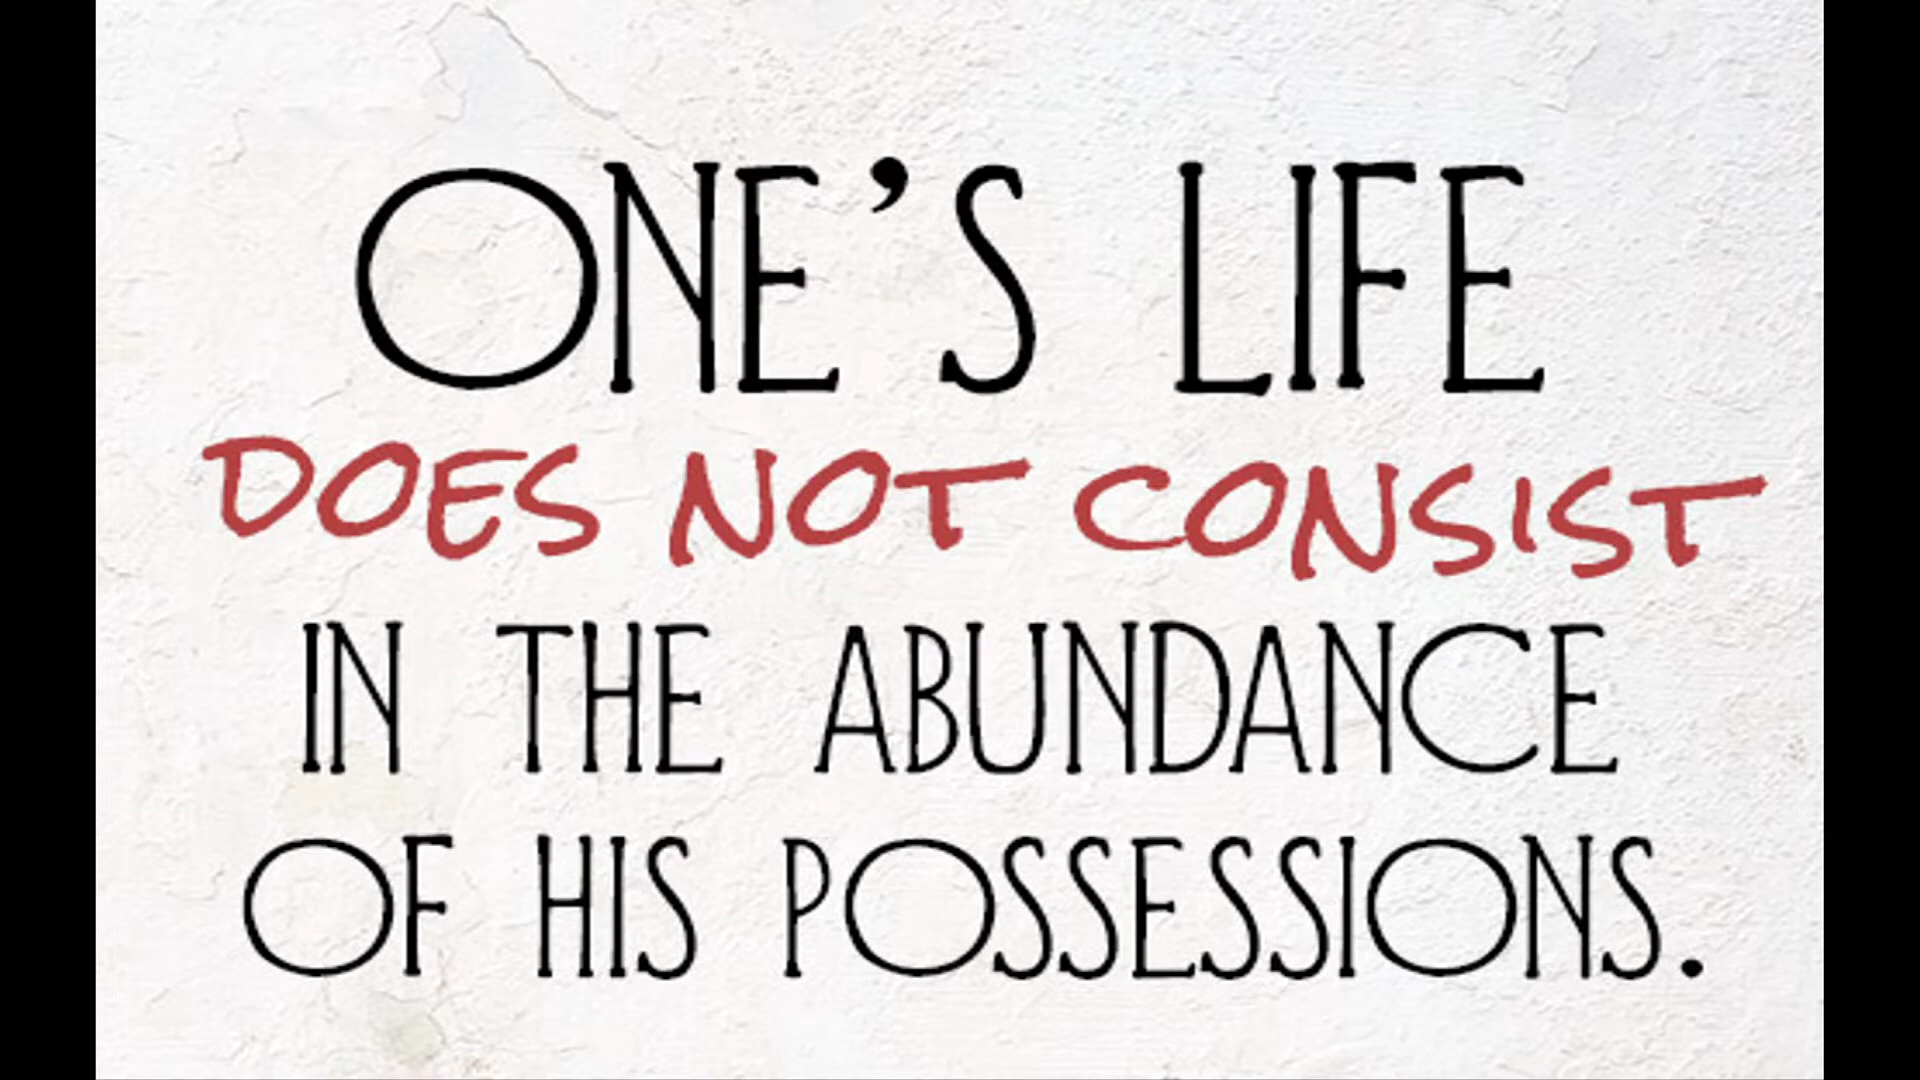 ONE'S LIFE
DOES NOT CONSIST
IN THE ABUNDANCE
OF HIS POSSESSIONS.